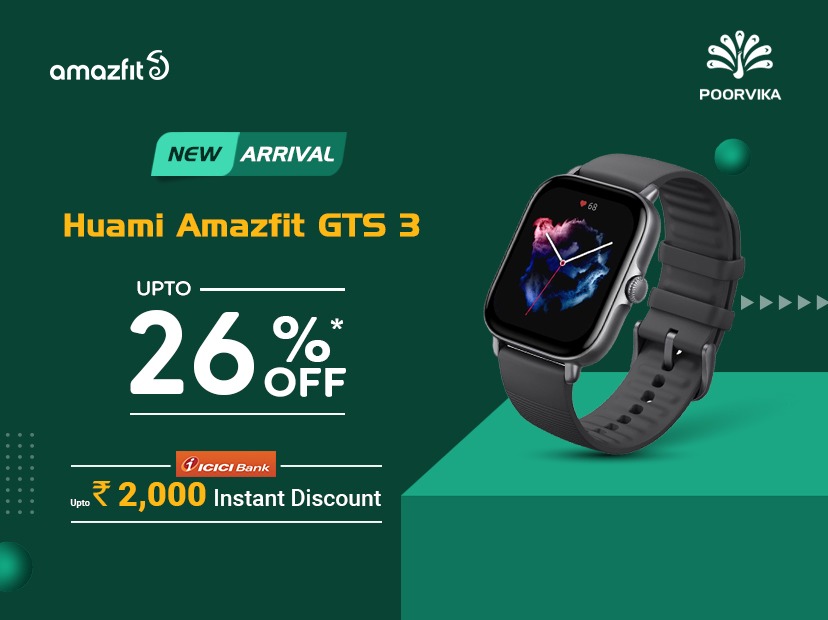 amazfit
POORVIKA
NEW ARRIVAL
Huami Amazfit GTS 3
68
UPTO
26%*
OFF
ICICI Bank
Upto ₹ 2,000 Instant Discount